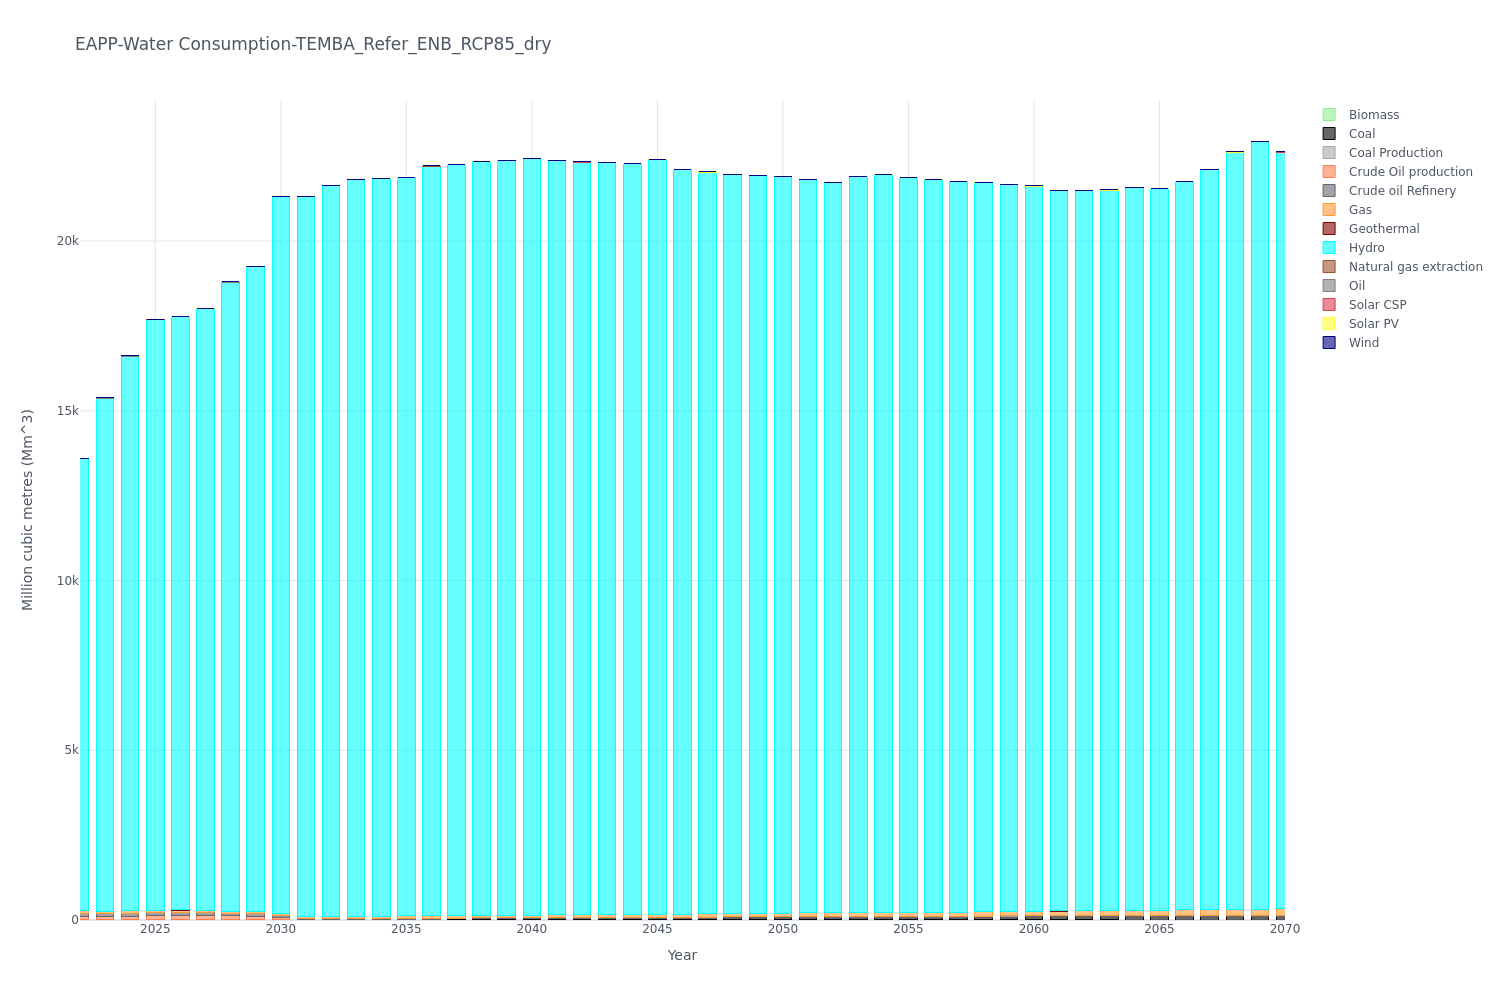 EAPP-Water Consumption-TEMBA_Refer_ENB_RCP85_dry
Biomass
Coal
Coal Production
Crude Oil production
Crude oil Refinery
Gas
Geothermal
Hydro
Natural gas extraction
Oil
Solar CSP
Solar PV
Wind
20k
15k
10k
5k
0
Million cubic metres (Mm^3)
2025 2030 2035 2040 2045 2050 2055 2060 2065 2070
Year